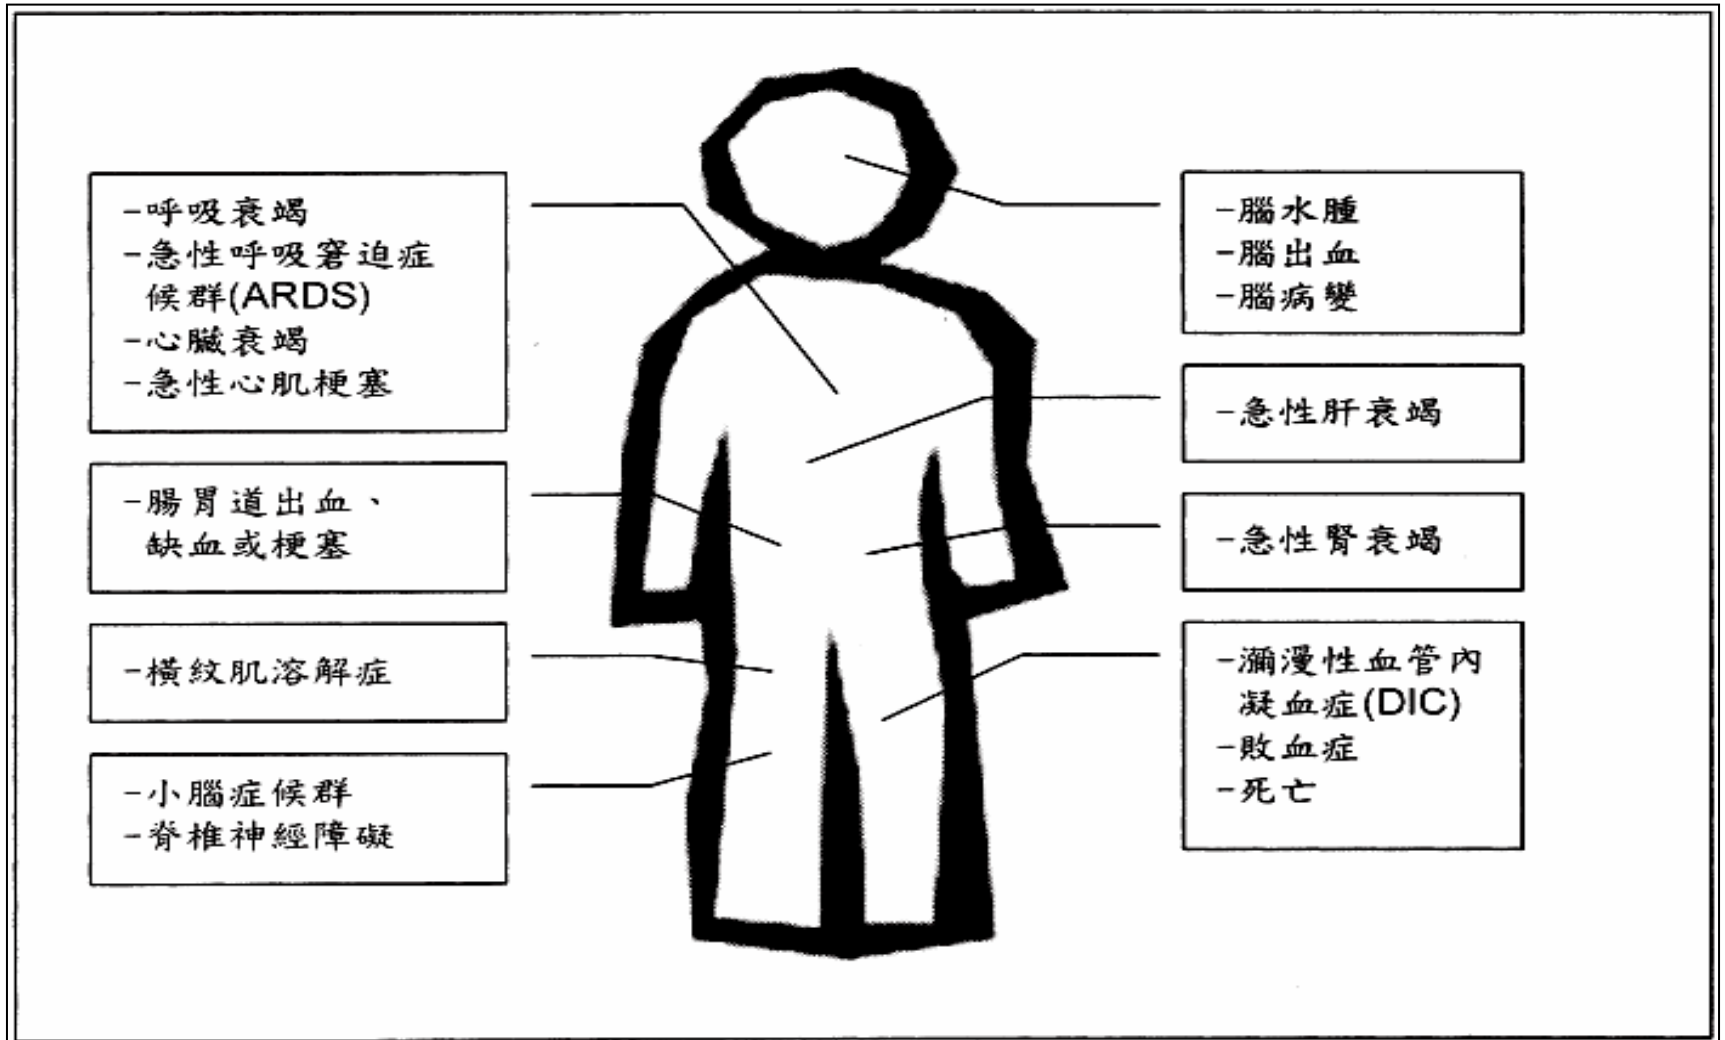 -呼吸衰竭
-急性呼吸窘迫症
候群(ARDS)
-心臟衰竭
-急性心肌梗塞
-腸胃道出血、
缺血或梗塞
-橫紋肌溶解症
-小腦症候群
-脊椎神經障礙
-腦水腫
-腦出血
-腦病變
-急性肝衰竭
-急性腎衰竭
-瀰漫性血管內
凝血症(DIC)
-敗血症
-死亡